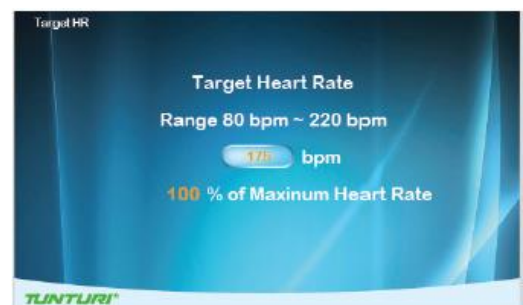 Target HR
Target Heart Rate
Range 80 bpm ~ 220 bpm
bpm
100 % of Maxinum Heart Rate
TUNTURI®